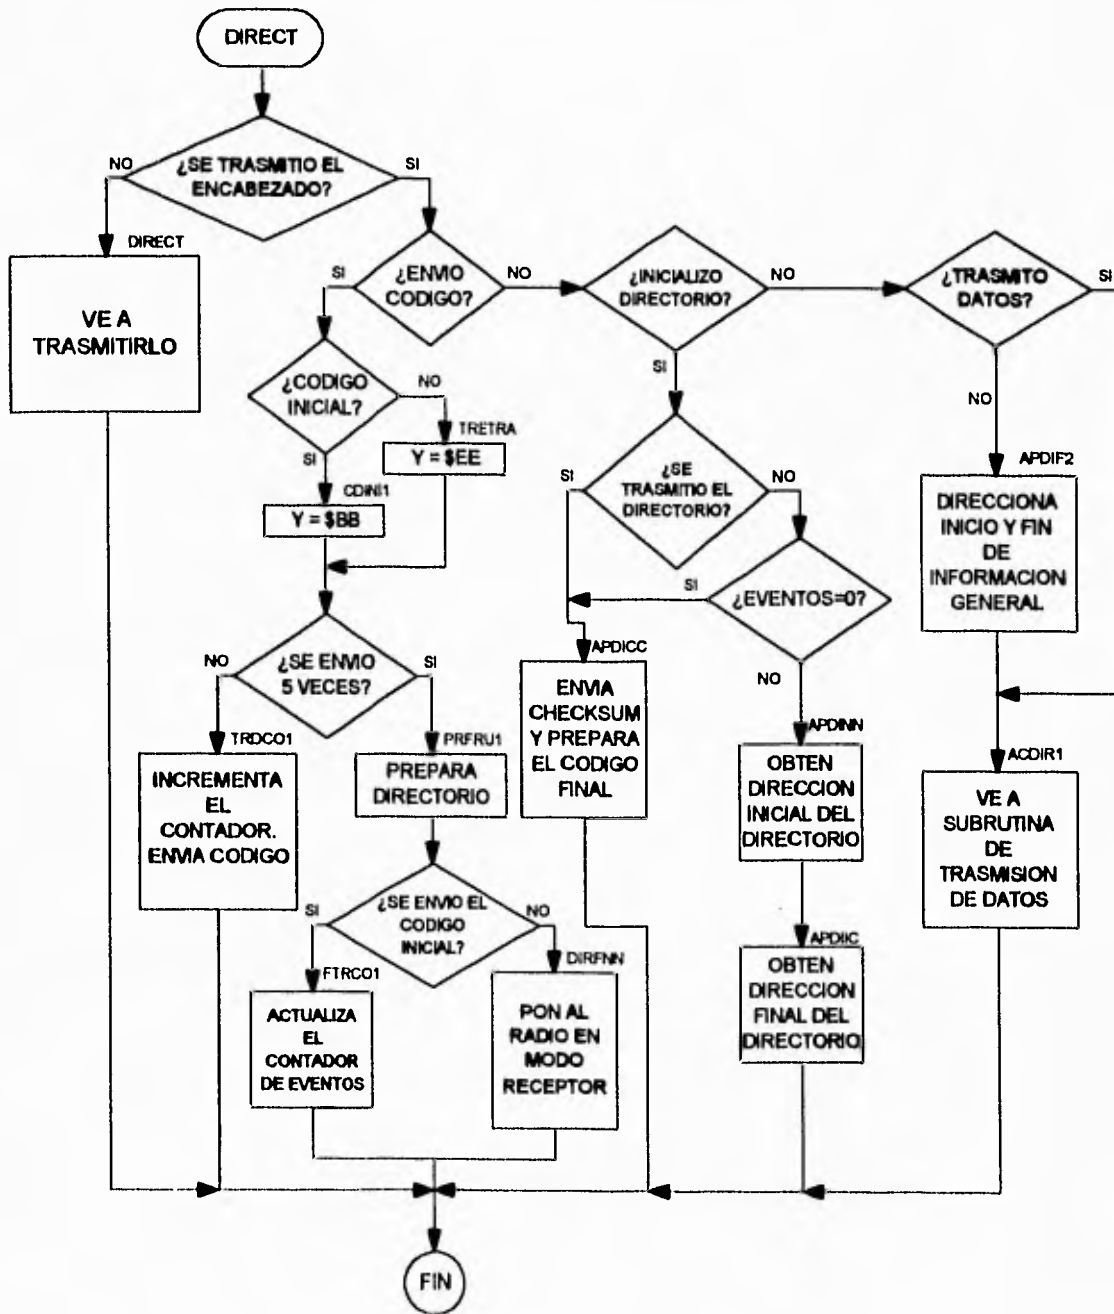 DIRECT
¿SE TRASMITIO EL
ENCABEZADO?
NO
SI
DIRECT
VE A
TRASMITIRLO
¿ENVIO
CODIGO?
SI
NO
¿INICIALIZO
DIRECTORIO?
NO
SI
¿TRASMITO
DATOS?
SI
NO
¿CODIGO
INICIAL?
NO
SI
TRETRA
Y = $EE
CDINI1
Y = $BB
¿SE
TRASMITIO EL
DIRECTORIO?
SI
NO
APDIF2
DIRECCIONA
INICIO Y FIN
DE
INFORMACION
GENERAL
¿EVENTOS=0?
SI
NO
¿SE ENVIO
5 VECES?
NO
SI
TRDCO1
INCREMENTA
EL
CONTADOR.
ENVIA CODIGO
PRFRU1
PREPARA
DIRECTORIO
APDICC
ENVIA
CHECKSUM
Y PREPARA
EL CODIGO
FINAL
APDINN
OBTEN
DIRECCION
INICIAL DEL
DIRECTORIO
ACDIR1
VE A
SUBRUTINA
DE
TRASMISION
DE DATOS
¿SE ENVIO EL
CODIGO
INICIAL?
SI
NO
FTRCO1
ACTUALIZA
EL
CONTADOR
DE EVENTOS
DIRFNN
PON AL
RADIO EN
MODO
RECEPTOR
APDIIC
OBTEN
DIRECCION
FINAL DEL
DIRECTORIO
FIN